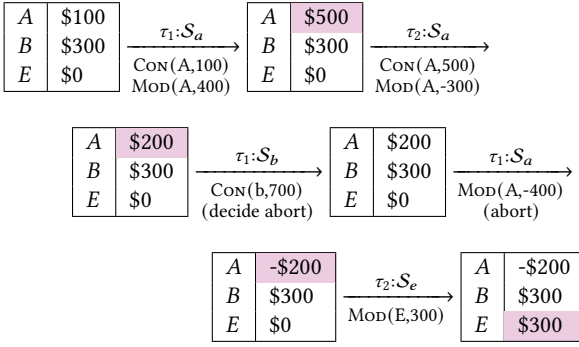 A $100
B $300
E $0
τ₁:Sₐ
Con(A,100)
Mod(A,400)
A $500
B $300
E $0
τ₂:Sₐ
Con(A,500)
Mod(A,-300)
A $200
B $300
E $0
τ₁:S_b
Con(b,700)
(decide abort)
A $200
B $300
E $0
τ₁:Sₐ
Mod(A,-400)
(abort)
A -$200
B $300
E $0
τ₂:Sₑ
Mod(E,300)
A -$200
B $300
E $300